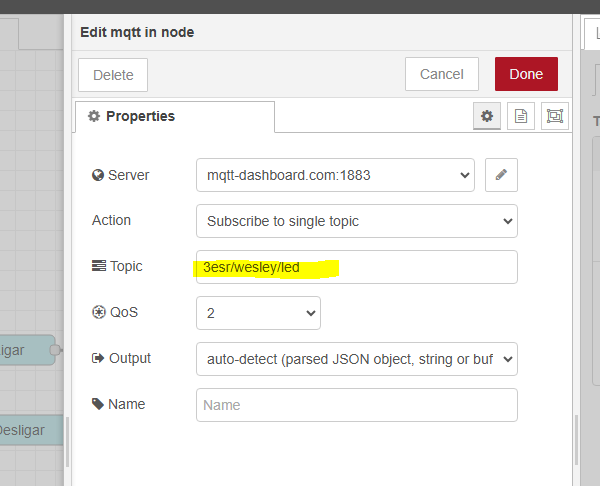 Edit mqtt in node
Delete
Cancel
Done
Properties
Server
mqtt-dashboard.com:1883
Action
Subscribe to single topic
Topic
3esr/wesley/led
QoS
2
Output
auto-detect (parsed JSON object, string or buf
Name
Name
igar
Desligar